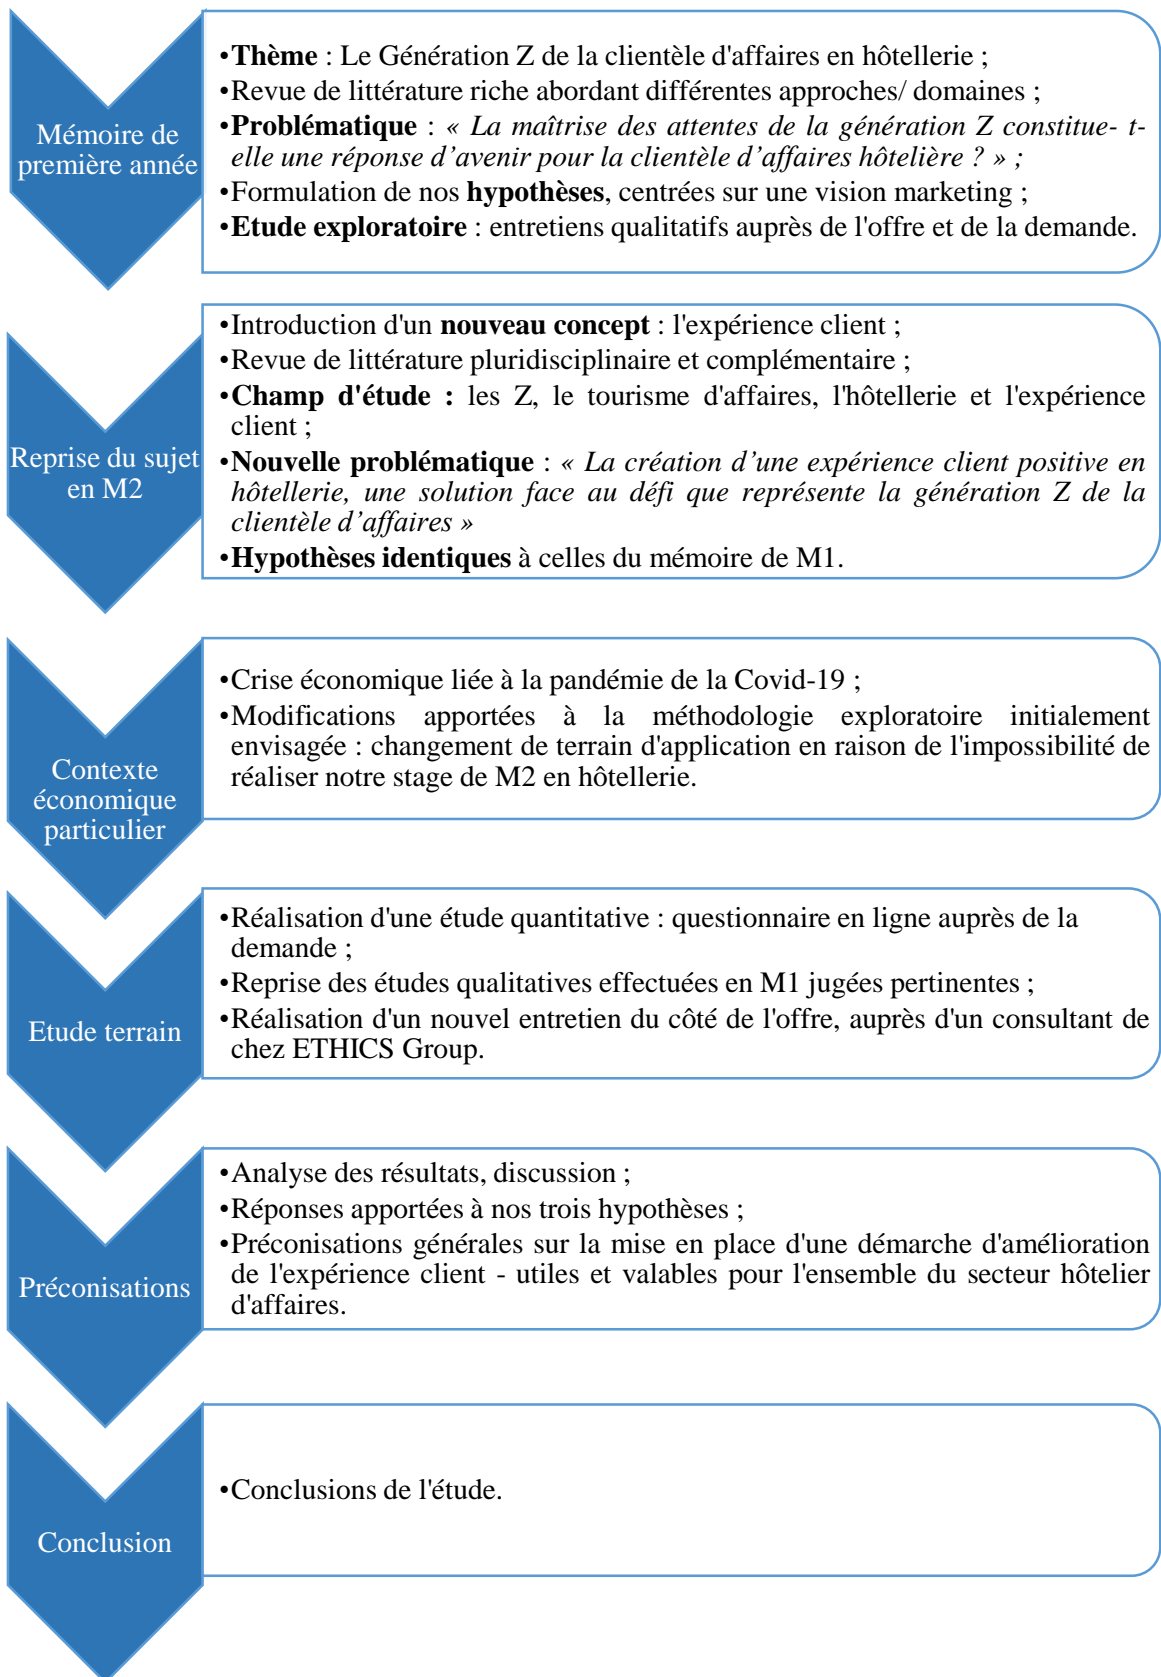 Mémoire de
première année
•Thème : Le Génération Z de la clientèle d'affaires en hôtellerie ;
•Revue de littérature riche abordant différentes approches/ domaines ;
•Problématique : « La maîtrise des attentes de la génération Z constitue- t-
elle une réponse d’avenir pour la clientèle d’affaires hôtelière ? » ;
•Formulation de nos hypothèses, centrées sur une vision marketing ;
•Etude exploratoire : entretiens qualitatifs auprès de l'offre et de la demande.
Reprise du sujet
en M2
•Introduction d'un nouveau concept : l'expérience client ;
•Revue de littérature pluridisciplinaire et complémentaire ;
•Champ d'étude : les Z, le tourisme d'affaires, l'hôtellerie et l'expérience
client ;
•Nouvelle problématique : « La création d’une expérience client positive en
hôtellerie, une solution face au défi que représente la génération Z de la
clientèle d’affaires »
•Hypothèses identiques à celles du mémoire de M1.
Contexte
économique
particulier
•Crise économique liée à la pandémie de la Covid-19 ;
•Modifications apportées à la méthodologie exploratoire initialement
envisagée : changement de terrain d'application en raison de l'impossibilité de
réaliser notre stage de M2 en hôtellerie.
Etude terrain
•Réalisation d'une étude quantitative : questionnaire en ligne auprès de la
demande ;
•Reprise des études qualitatives effectuées en M1 jugées pertinentes ;
•Réalisation d'un nouvel entretien du côté de l'offre, auprès d'un consultant de
chez ETHICS Group.
Préconisations
•Analyse des résultats, discussion ;
•Réponses apportées à nos trois hypothèses ;
•Préconisations générales sur la mise en place d'une démarche d'amélioration
de l'expérience client - utiles et valables pour l'ensemble du secteur hôtelier
d'affaires.
Conclusion
•Conclusions de l'étude.